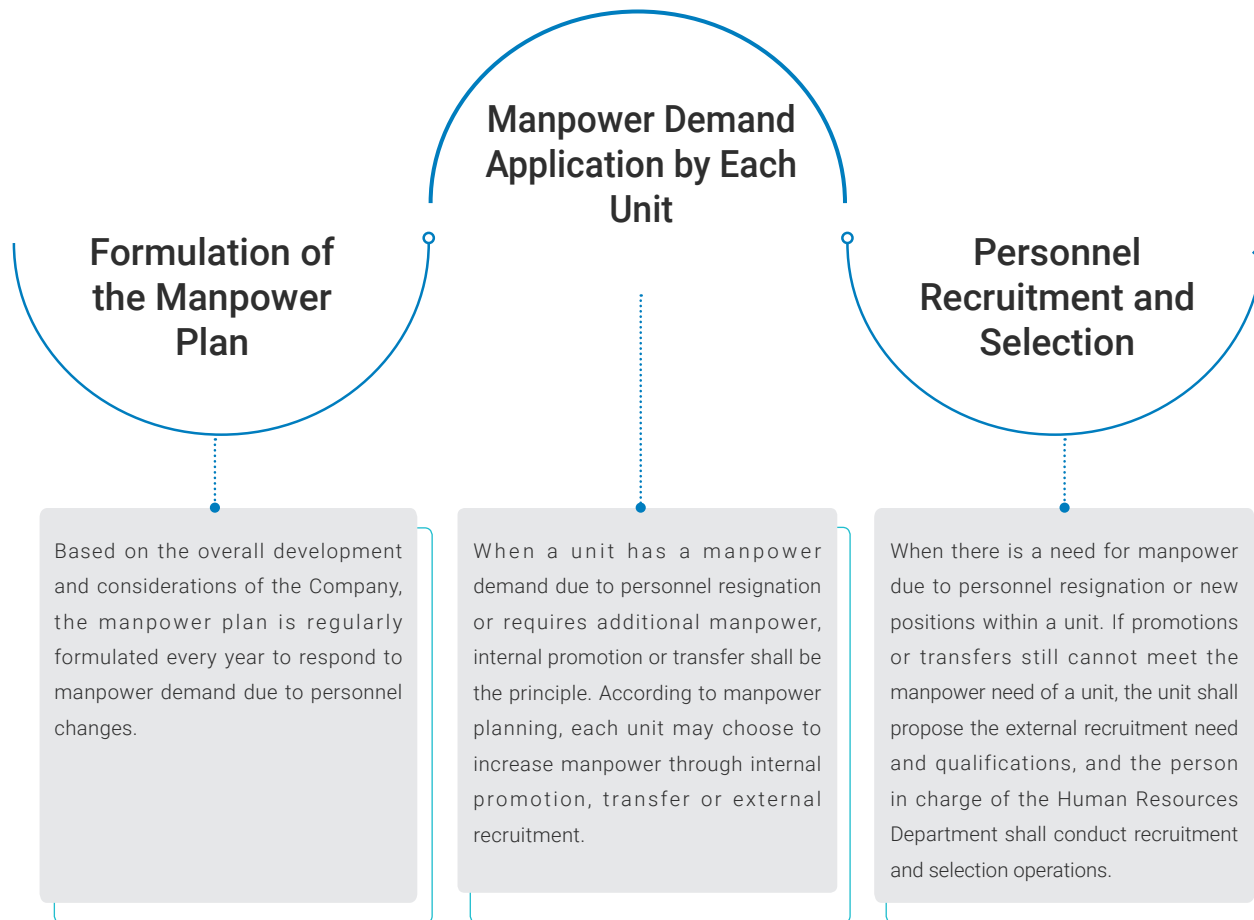 Manpower Demand
Application by Each
Unit
Formulation of
the Manpower
Plan
Personnel
Recruitment and
Selection
Based on the overall development
and considerations of the Company,
the manpower plan is regularly
formulated every year to respond to
manpower demand due to personnel
changes.
When a unit has a manpower
demand due to personnel resignation
or requires additional manpower,
internal promotion or transfer shall be
the principle. According to manpower
planning, each unit may choose to
increase manpower through internal
promotion, transfer or external
recruitment.
When there is a need for manpower
due to personnel resignation or new
positions within a unit. If promotions
or transfers still cannot meet the
manpower need of a unit, the unit shall
propose the external recruitment need
and qualifications, and the person
in charge of the Human Resources
Department shall conduct recruitment
and selection operations.